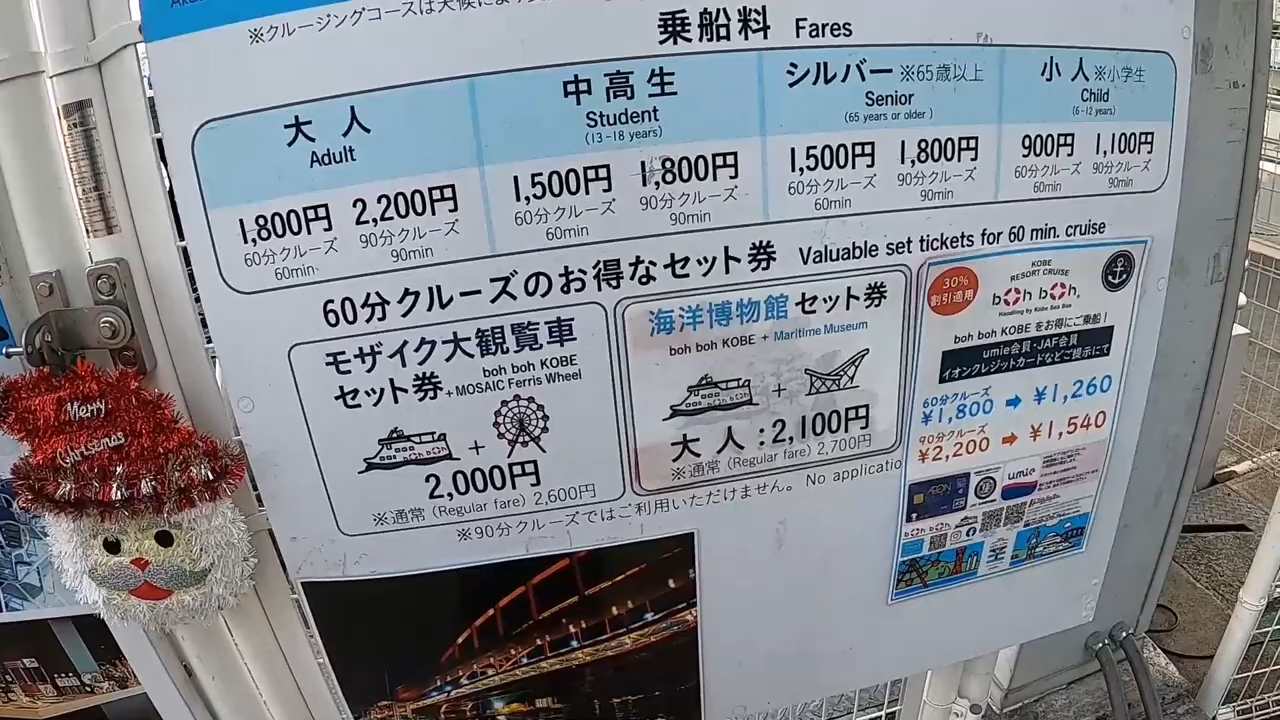 ※クルージングコースは天候によ
乗船料 Fares
大人
Adult
1,800円 2,200円
60分クルーズ 90分クルーズ
60min 90min
中高生
Student
(13-18 years)
1,500円 1,800円
60分クルーズ 90分クルーズ
60min 90min
シルバー ※65歳以上
Senior
(65 years or older )
1,500円 1,800円
60分クルーズ 90分クルーズ
60min 90min
小人 ※小学生
Child
(6-12 years)
900円 1,100円
60分クルーズ 90分クルーズ
60min 90min
60分クルーズのお得なセット券 Valuable set tickets for 60 min. cruise
モザイク大観覧車
セット券
boh boh KOBE
+MOSAIC Ferris Wheel
+
2,000円
※通常 (Regular fare) 2,600円
海洋博物館 セット券
boh boh KOBE + Maritime Museum
+
大人:2,100円
※通常 (Regular fare) 2,700円
※90分クルーズではご利用いただけません。 No applicatio
30%
割引適用
KOBE
RESORT CRUISE
boh boh.
Handling by Kobe Sea Bus
boh boh KOBE をお得にご乗船！
umie会員・JAF会員
イオンクレジットカードなどご提示にて
60分クルーズ
¥1,800 ➡ ¥1,260
90分クルーズ
¥2,200 ➡ ¥1,540
AEON
umie
boh boh
Merry
Christmas